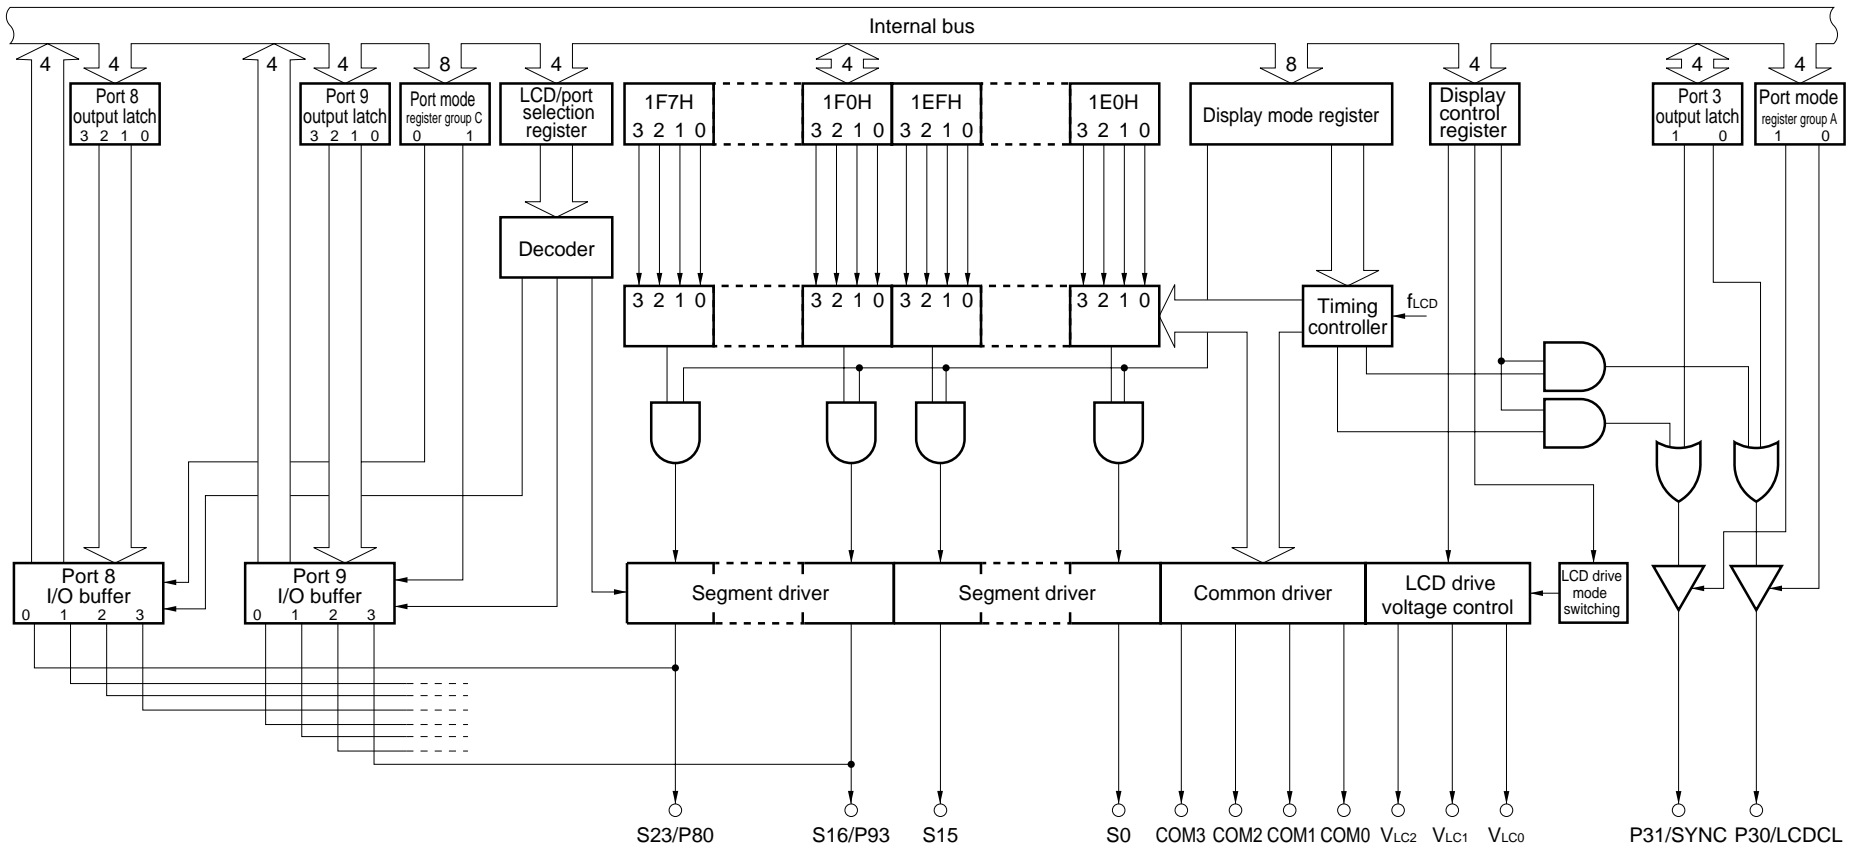 Internal bus
4 4 4 4 8 4 4 8 4 4 4
Port 8
output latch
3 2 1 0
Port 9
output latch
3 2 1 0
Port mode
register group C
0 1
LCD/port
selection
register
1F7H
3 2 1 0
1F0H
3 2 1 0
1EFH
3 2 1 0
1E0H
3 2 1 0
Display mode register
Display
control
register
Port 3
output latch
1 0
Port mode
register group A
1 0
Decoder
3 2 1 0
3 2 1 0
3 2 1 0
3 2 1 0
Timing
controller
fLCD
Port 8
I/O buffer
0 1 2 3
Port 9
I/O buffer
0 1 2 3
Segment driver
Segment driver
Common driver
LCD drive
voltage control
LCD drive
mode
switching
S23/P80
S16/P93
S15
S0
COM3
COM2
COM1
COM0
VLC2
VLC1
VLC0
P31/SYNC
P30/LCDCL